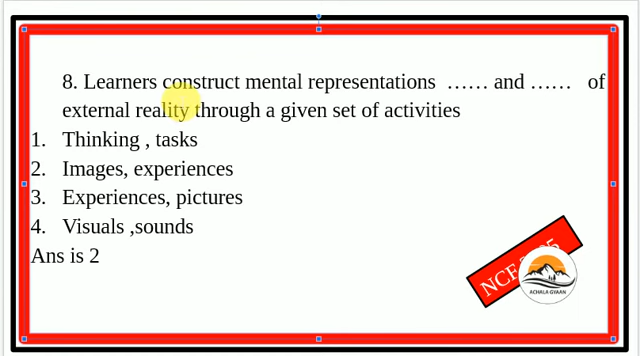 8. Learners construct mental representations …… and …… of
external reality through a given set of activities
1. Thinking , tasks
2. Images, experiences
3. Experiences, pictures
4. Visuals ,sounds
Ans is 2
NCF
ACHALA GYAAN